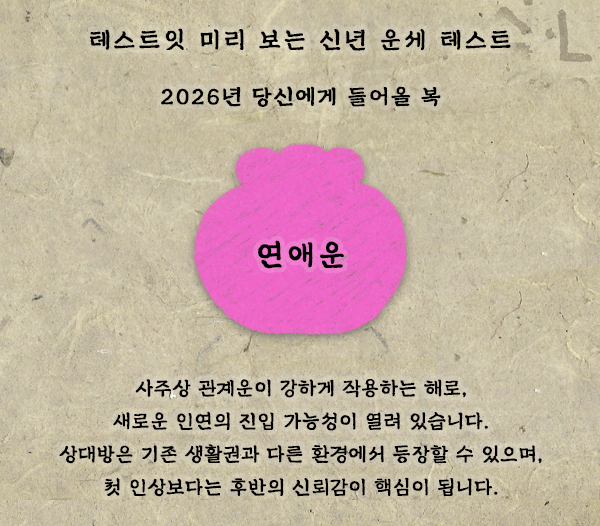 테스트잇 미리 보는 신년 운세 테스트
2026년 당신에게 들어올 복
연애운
사주상 관계운이 강하게 작용하는 해로,
새로운 인연의 진입 가능성이 열려 있습니다.
상대방은 기존 생활권과 다른 환경에서 등장할 수 있으며,
첫 인상보다는 후반의 신뢰감이 핵심이 됩니다.